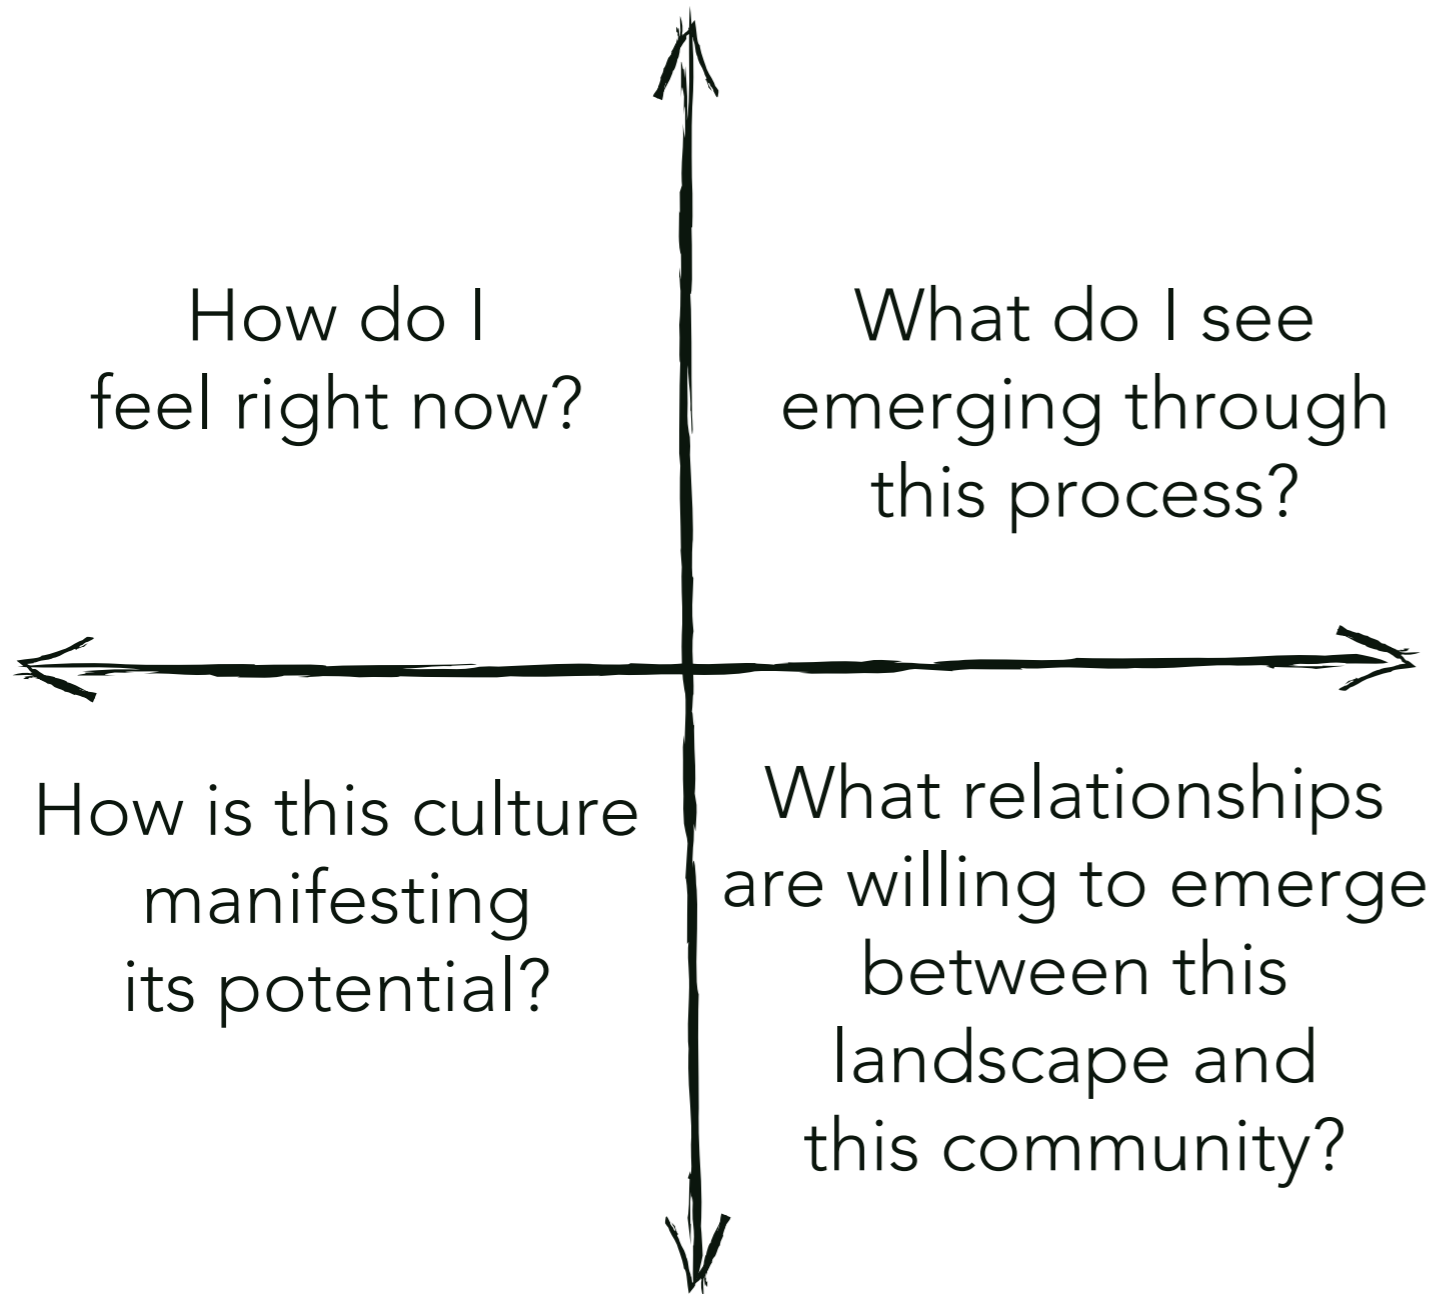 How do I
feel right now?
What do I see
emerging through
this process?
How is this culture
manifesting
its potential?
What relationships
are willing to emerge
between this
landscape and
this community?